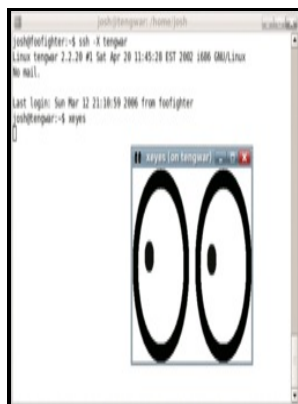 josh@tengwar: /home/josh
josh@foofighter:~$ ssh -X tengwar
Linux tengwar 2.2.20 #1 Sat Apr 20 11:45:28 EST 2002 i686 GNU/Linux
No mail.
Last login: Sun Mar 12 21:10:59 2006 from foofighter
josh@tengwar:~$ xeyes
xeyes (on tengwar)